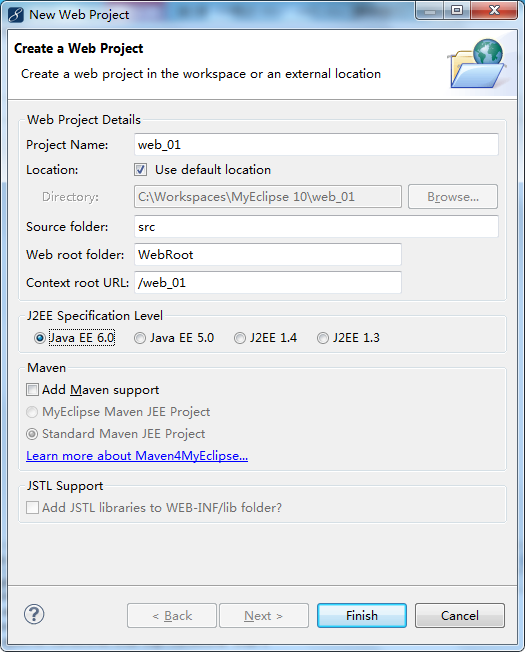 New Web Project
Create a Web Project
Create a web project in the workspace or an external location
Web Project Details
Project Name: web_01
Location: Use default location
Directory: C:\Workspaces\MyEclipse 10\web_01 Browse...
Source folder: src
Web root folder: WebRoot
Context root URL: /web_01
J2EE Specification Level
Java EE 6.0 Java EE 5.0 J2EE 1.4 J2EE 1.3
Maven
Add Maven support
MyEclipse Maven JEE Project
Standard Maven JEE Project
Learn more about Maven4MyEclipse...
JSTL Support
Add JSTL libraries to WEB-INF/lib folder?
? < Back Next > Finish Cancel